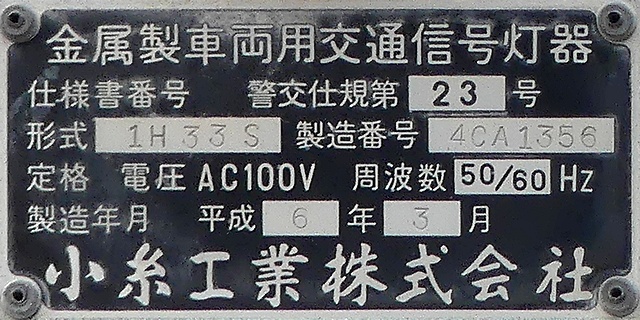 金属製車両用交通信号灯器
仕様書番号 警交仕規第 23 号
形式 1H33S 製造番号 4CA1356
定格 電圧 AC100V 周波数 50/60 Hz
製造年月 平成 6 年 3 月
小糸工業株式会社